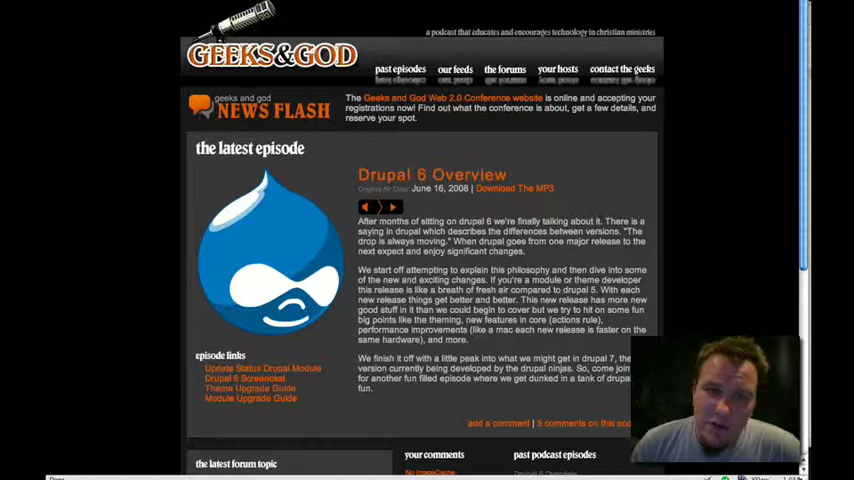 a podcast that educates and encourages technology in christian ministries
GEEKS&GOD
past episodes our feeds the forums your hosts contact the geeks
geeks and god
NEWS FLASH
The Geeks and God Web 2.0 Conference website is online and accepting your
registrations now! Find out what the conference is about, get a few details, and
reserve your spot.
the latest episode
Drupal 6 Overview
Original Air Date: June 16, 2008 | Download The MP3
After months of sitting on drupal 6 we're finally talking about it. There is a
saying in drupal which describes the differences between versions. "The
drop is always moving." When drupal goes from one major release to the
next expect and enjoy significant changes.
We start off attempting to explain this philosophy and then dive into some
of the new and exciting changes. If you're a module or theme developer
this release is like a breath of fresh air compared to drupal 5. With each
new release things get better and better. This new release has more new
good stuff in it than we could begin to cover but we try to hit on some fun
big points like the theming, new features in core (actions rule),
performance improvements (like a mac each new release is faster on the
same hardware), and more.
We finish it off with a little peak into what we might get in drupal 7, the
version currently being developed by the drupal ninjas. So, come join
for another fun filled episode where we get dunked in a tank of drupal
fun.
episode links
Update Status Drupal Module
Drupal 6 Screencast
Theme Upgrade Guide
Module Upgrade Guide
add a comment | 5 comments on this
the latest forum topic
your comments
No imageCache
past podcast episodes
Drupal 6 Overview